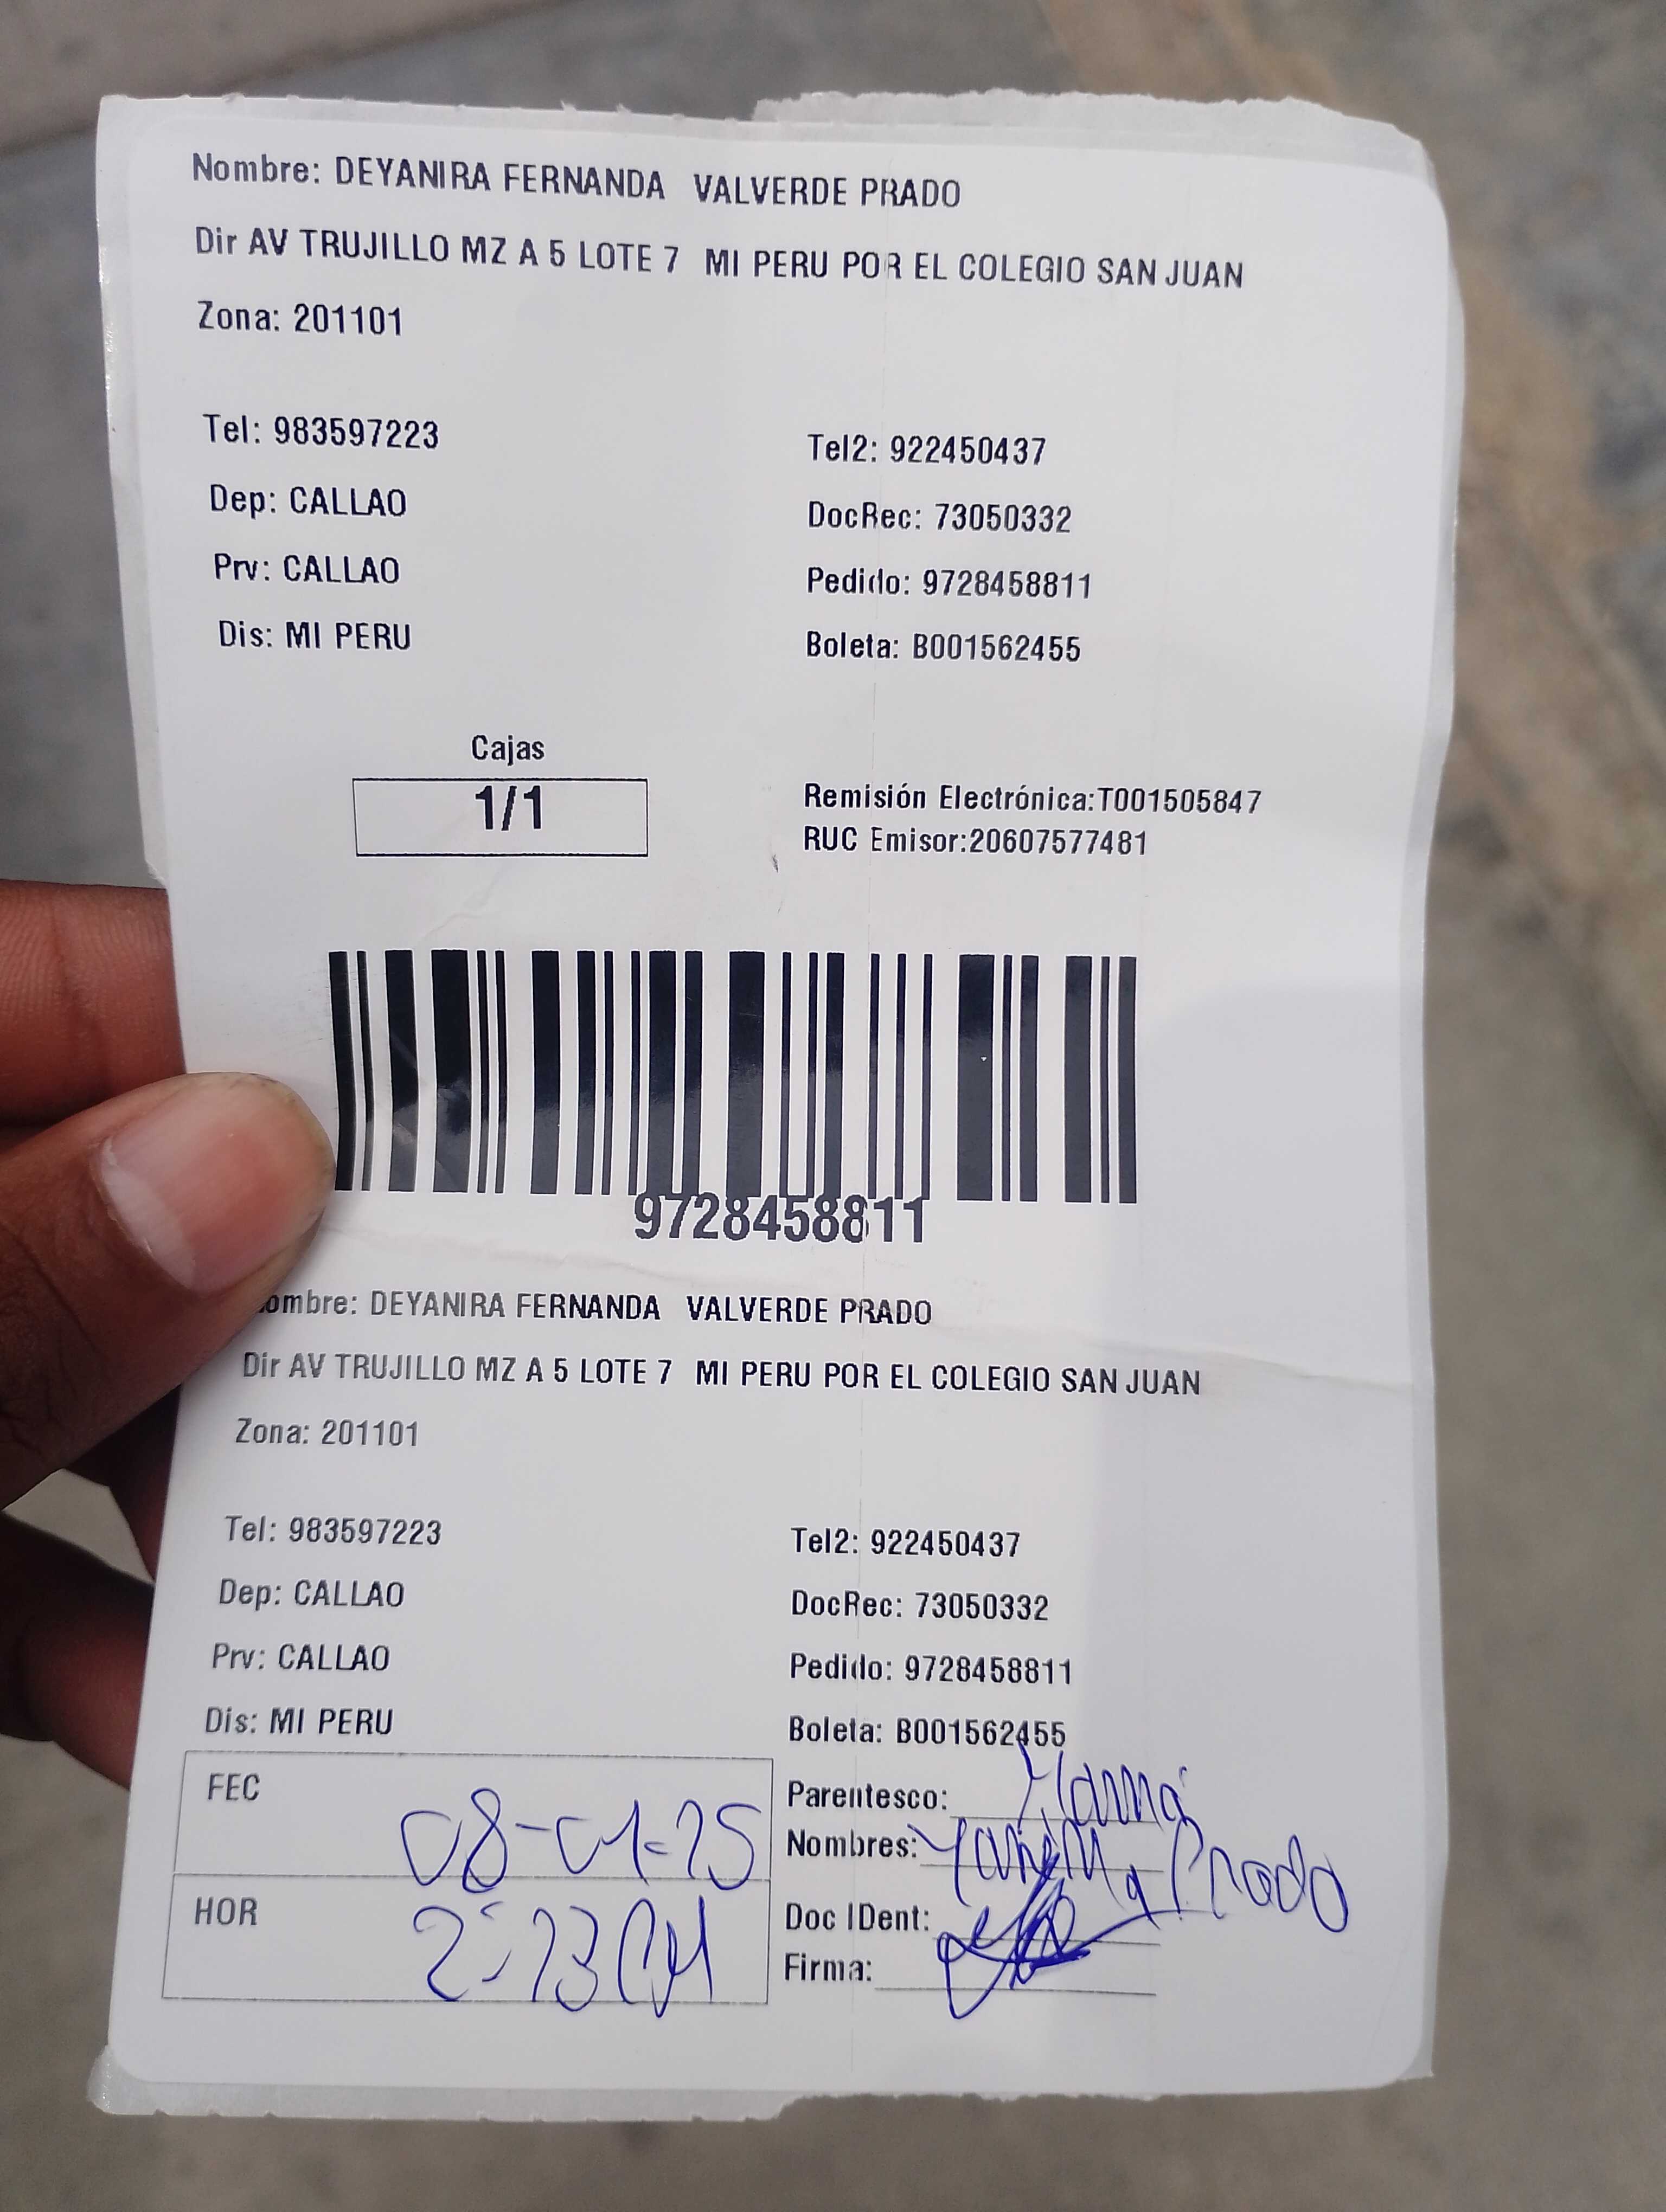 Nombre: DEYANIRA FERNANDA VALVERDE PRADO
Dir AV TRUJILLO MZ A 5 LOTE 7 MI PERU POR EL COLEGIO SAN JUAN
Zona: 201101
Tel: 983597223 Tel2: 922450437
Dep: CALLAO DocRec: 73050332
Prv: CALLAO Pedido: 9728458811
Dis: MI PERU Boleta: B001562455
Cajas
1/1
Remisión Electrónica:T001505847
RUC Emisor:20607577481
9728458811
ombre: DEYANIRA FERNANDA VALVERDE PRADO
Dir AV TRUJILLO MZ A 5 LOTE 7 MI PERU POR EL COLEGIO SAN JUAN
Zona: 201101
Tel: 983597223 Tel2: 922450437
Dep: CALLAO DocRec: 73050332
Prv: CALLAO Pedido: 9728458811
Dis: MI PERU Boleta: B001562455
FEC 08-01-25 Parentesco: Mamá
Nombres: Prado
HOR Doc IDent:
Firma: